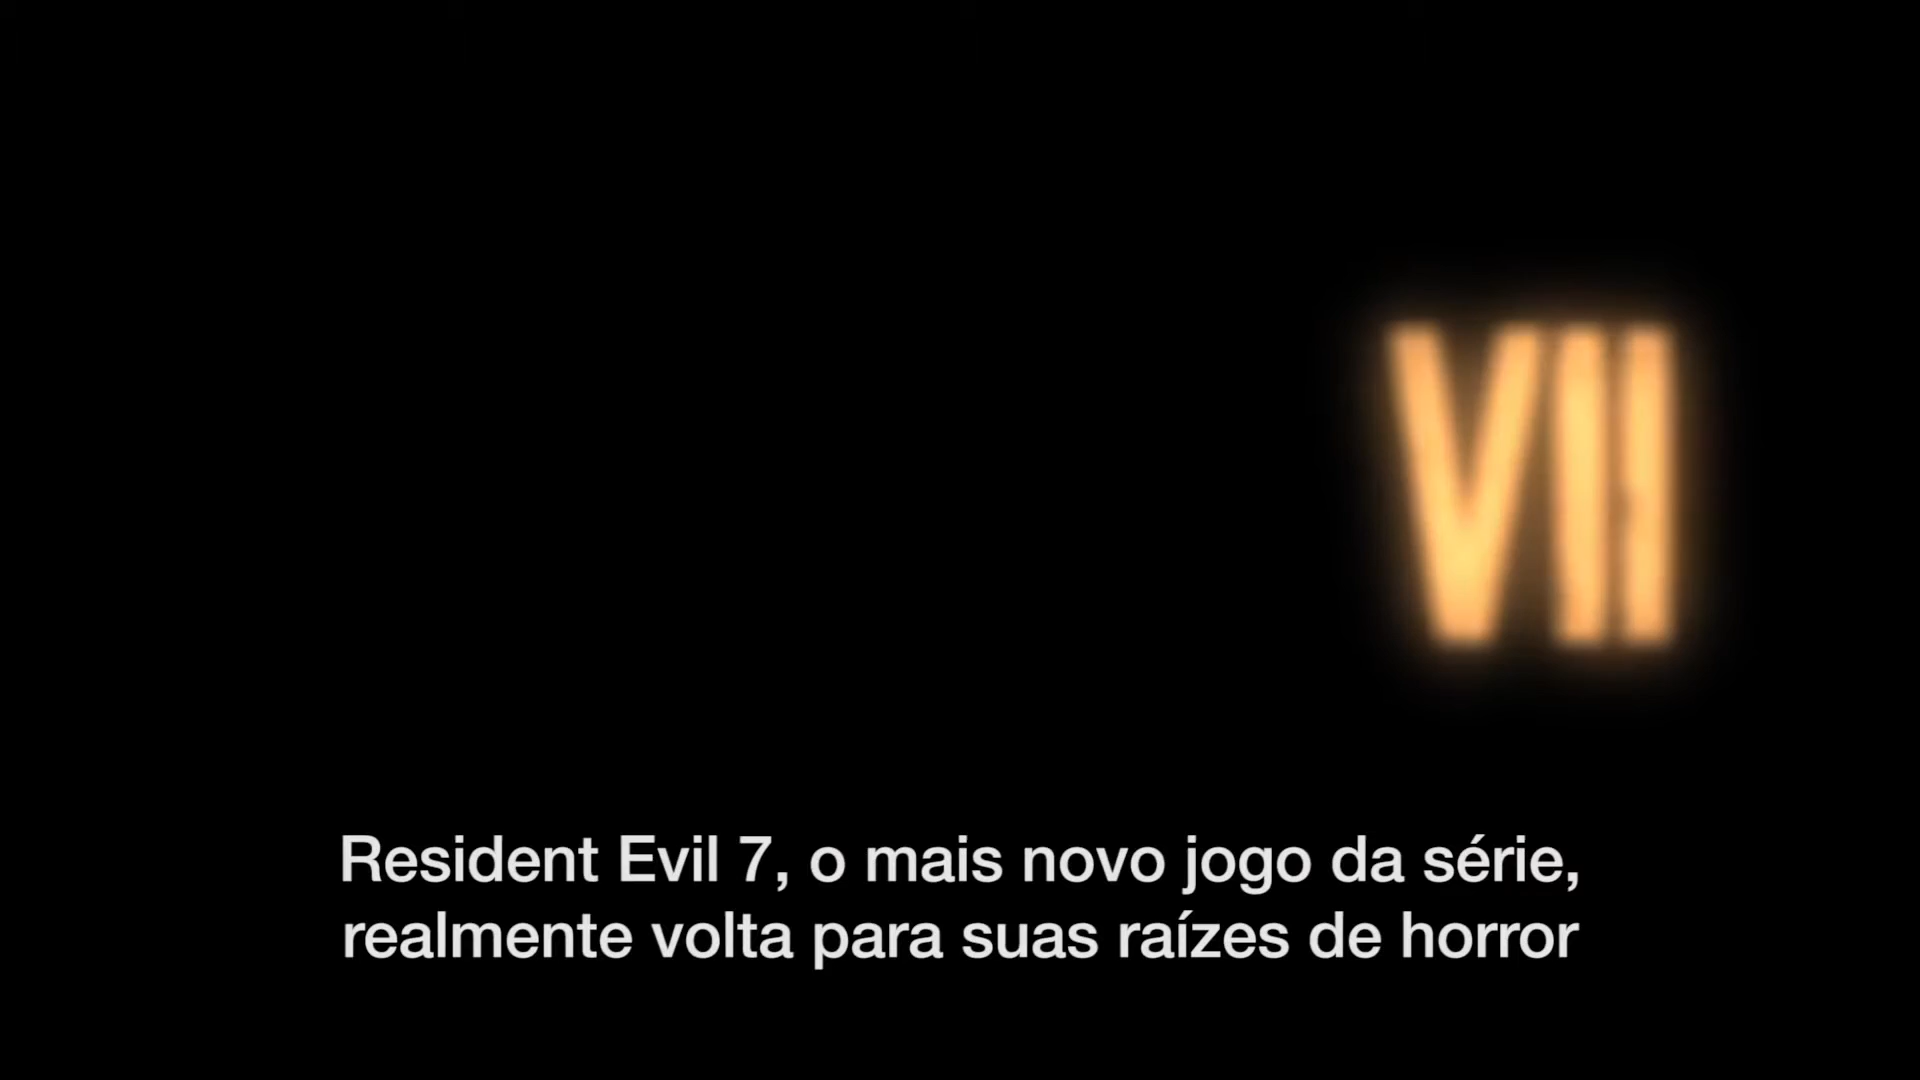 VII
Resident Evil 7, o mais novo jogo da série,
realmente volta para suas raízes de horror